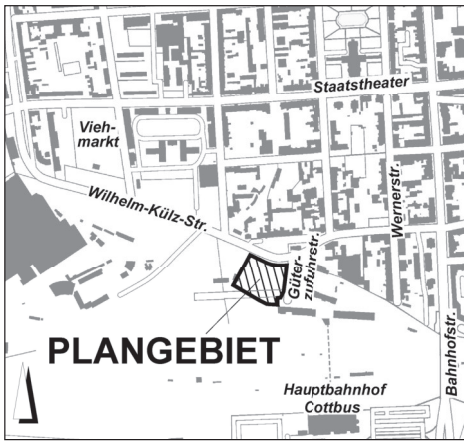 Staatstheater
Vieh-
markt
Wilhelm-Külz-Str.
Wernerstr.
Güter-
zufuhrstr.
PLANGEBIET
Bahnhofstr.
Hauptbahnhof
Cottbus